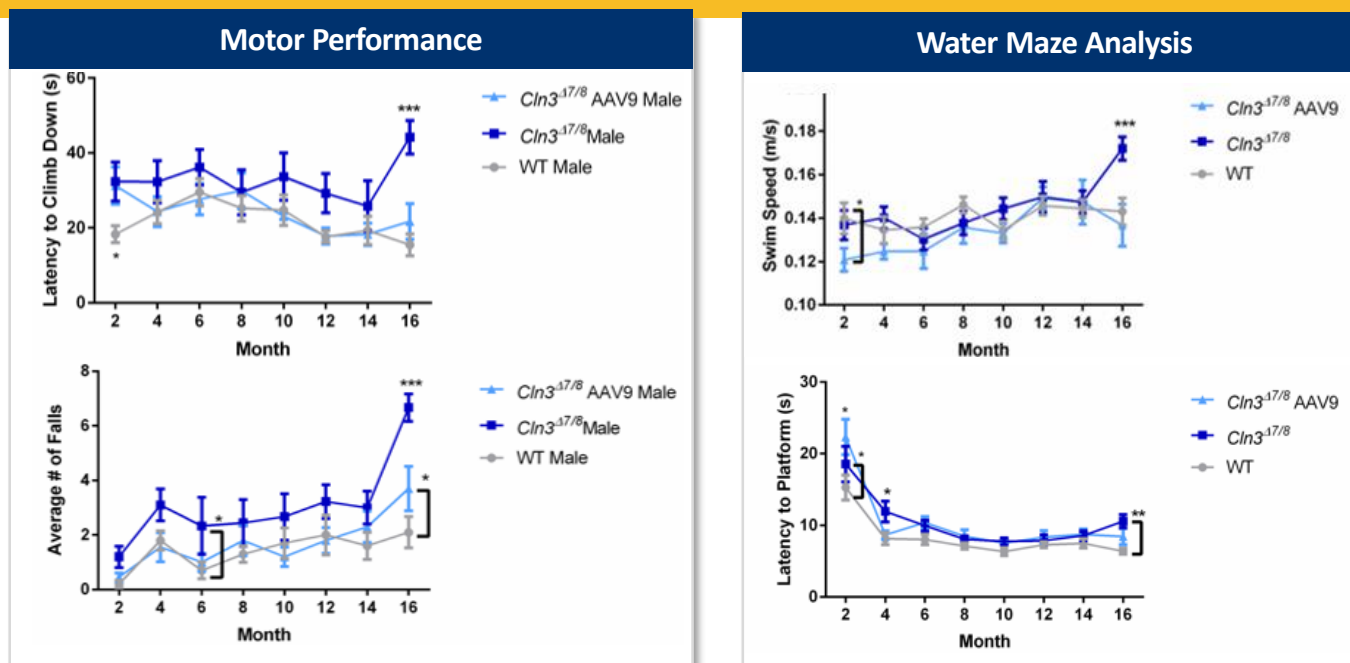 Motor Performance
Latency to Climb Down (s)
60
40
20
0
***
*
2 4 6 8 10 12 14 16
Month
Cln3Δ7/8 AAV9 Male
Cln3Δ7/8 Male
WT Male
Average # of Falls
8
6
4
2
0
***
*
*
2 4 6 8 10 12 14 16
Month
Cln3Δ7/8 AAV9 Male
Cln3Δ7/8 Male
WT Male
Water Maze Analysis
Swim Speed (m/s)
0.18
0.16
0.14
0.12
0.10
***
*
2 4 6 8 10 12 14 16
Month
Cln3Δ7/8 AAV9
Cln3Δ7/8
WT
Latency to Platform (s)
30
20
10
0
*
*
*
**
2 4 6 8 10 12 14 16
Month
Cln3Δ7/8 AAV9
Cln3Δ7/8
WT